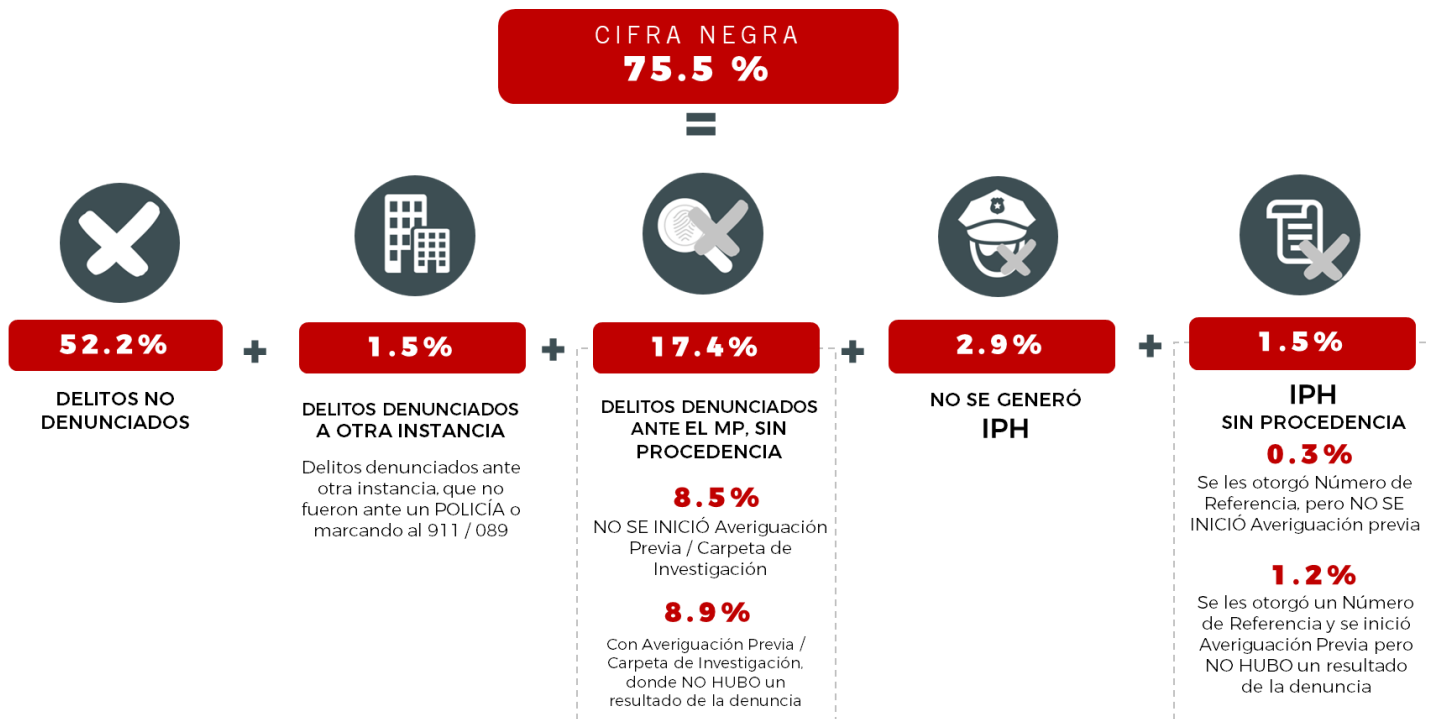 CIFRA NEGRA
75.5 %
=
52.2%
+
1.5%
+
17.4%
+
2.9%
+
1.5%
DELITOS NO
DENUNCIADOS
DELITOS DENUNCIADOS
A OTRA INSTANCIA
Delitos denunciados ante
otra instancia, que no
fueron ante un POLICÍA o
marcando al 911 / 089
DELITOS DENUNCIADOS
ANTE EL MP, SIN
PROCEDENCIA
8.5%
NO SE INICIÓ Averiguación
Previa / Carpeta de
Investigación
8.9%
Con Averiguación Previa /
Carpeta de Investigación,
donde NO HUBO un
resultado de la denuncia
NO SE GENERÓ
IPH
IPH
SIN PROCEDENCIA
0.3%
Se les otorgó Número de
Referencia, pero NO SE
INICIÓ Averiguación previa
1.2%
Se les otorgó un Número
de Referencia y se inició
Averiguación Previa pero
NO HUBO un resultado
de la denuncia